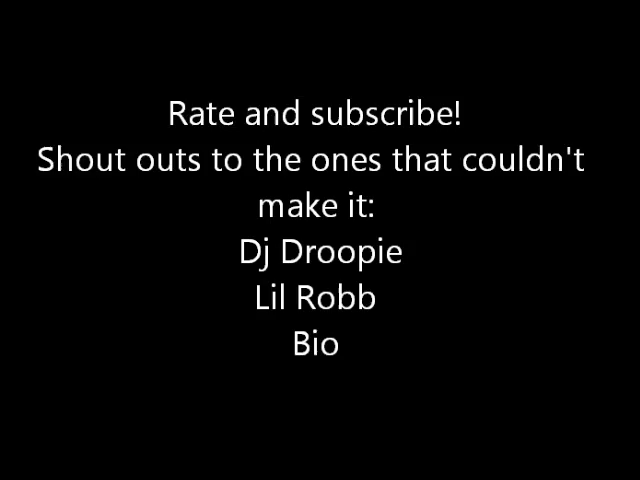 Rate and subscribe!
Shout outs to the ones that couldn't
make it:
Dj Droopie
Lil Robb
Bio